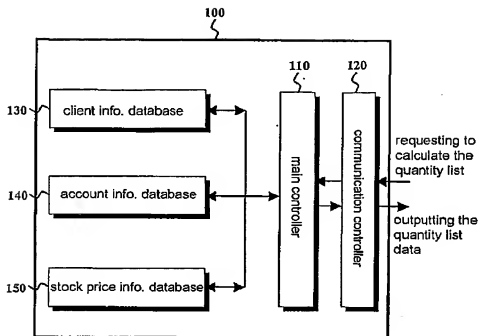 100
110
120
130
client info. database
140
account info. database
150
stock price info. database
main controller
communication controller
requesting to
calculate the
quantity list
outputting the
quantity list
data